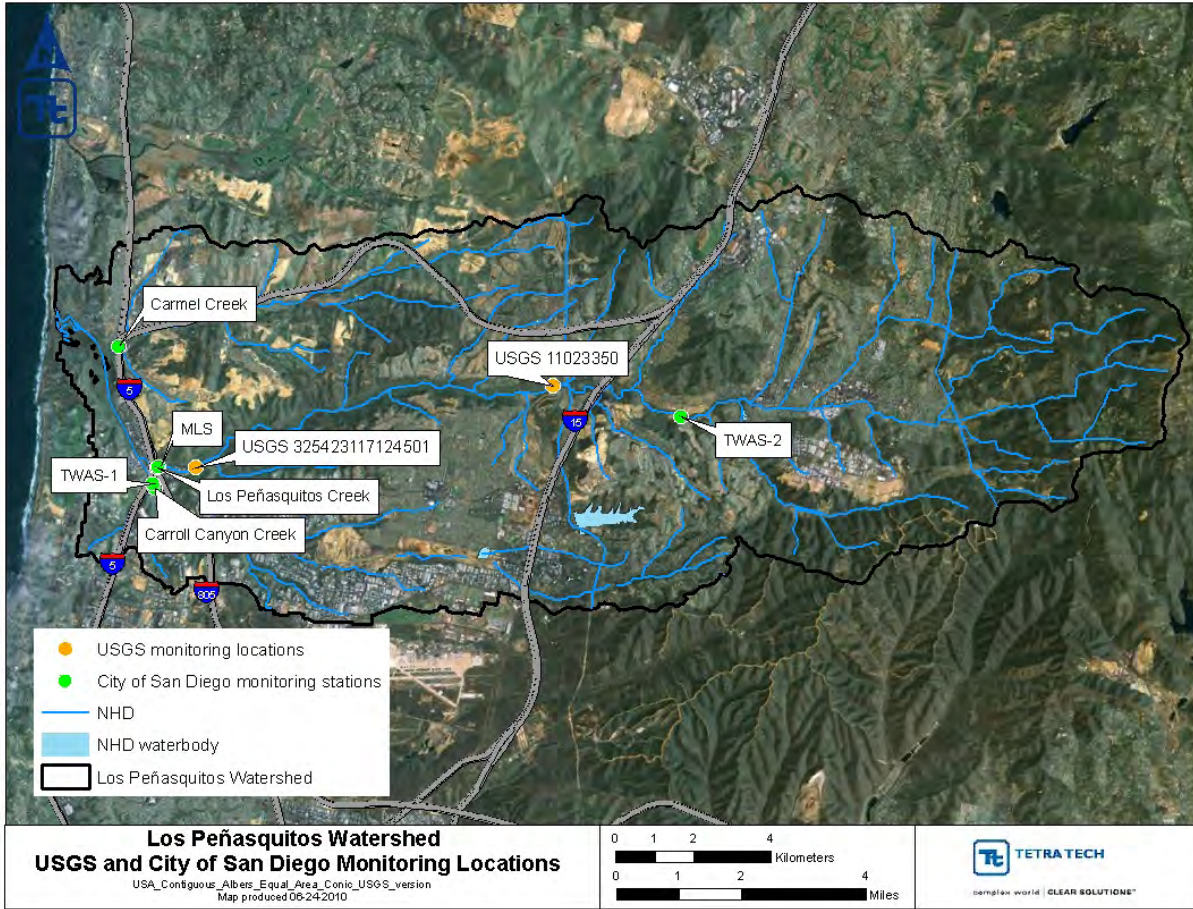 N
Tt
Carmel Creek
USGS 11023350
5
15
MLS
USGS 325423117124501
TWAS-2
TWAS-1
Los Peñasquitos Creek
Carroll Canyon Creek
5
805
USGS monitoring locations
City of San Diego monitoring stations
NHD
NHD waterbody
Los Peñasquitos Watershed
Los Peñasquitos Watershed
USGS and City of San Diego Monitoring Locations
USA_Contiguous_Albers_Equal_Area_Conic_USGS_version
Map produced 06-24-2010
0 1 2 4
Kilometers
0 1 2 4
Miles
Tt TETRA TECH
complex world | CLEAR SOLUTIONS™